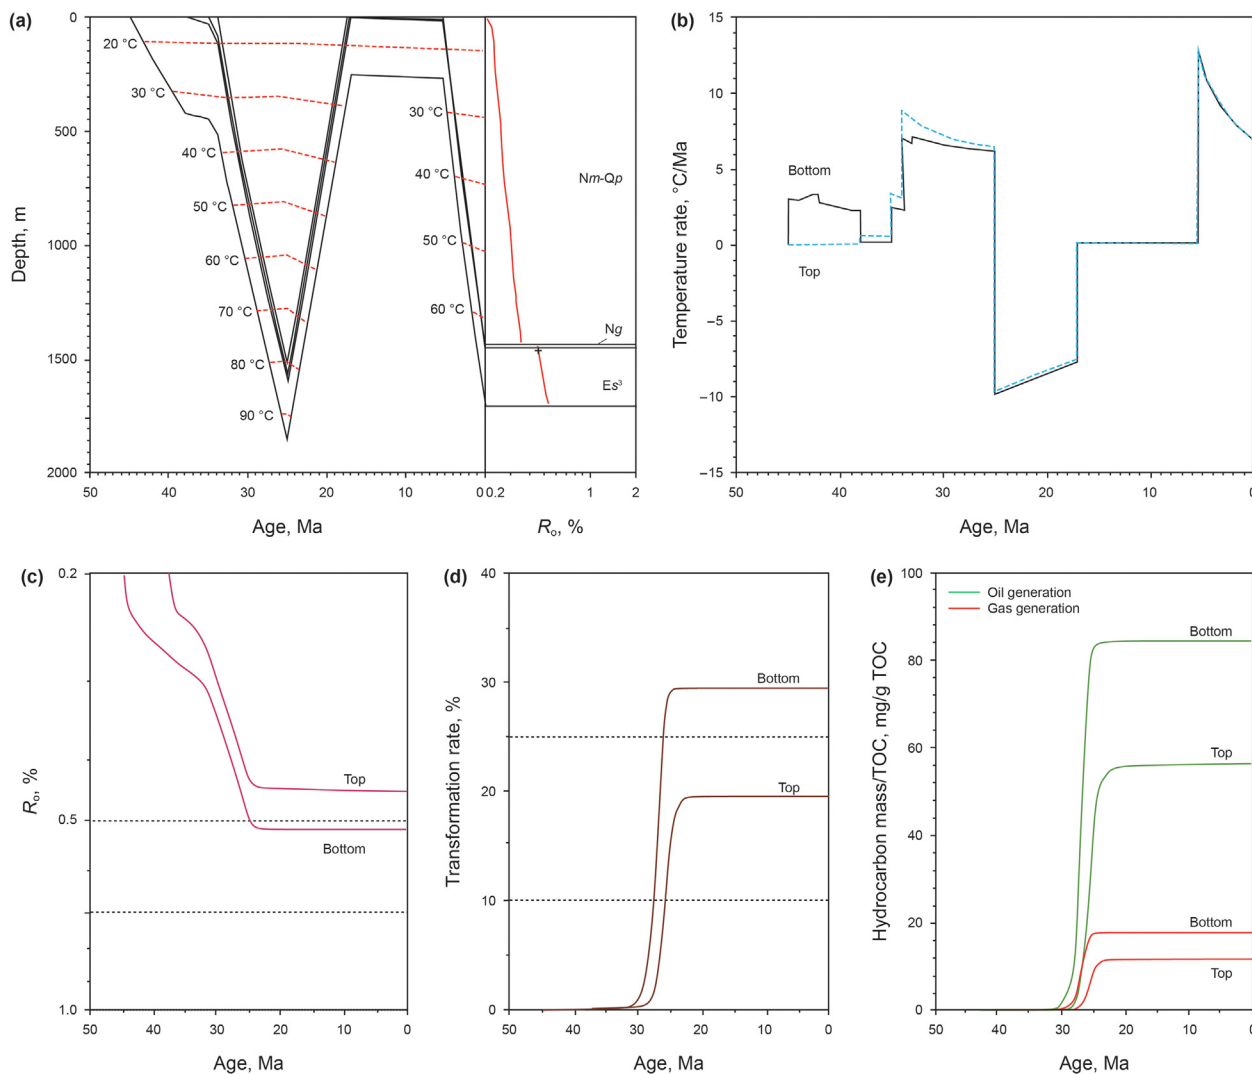 (a)
0
500
1000
1500
2000
Depth, m
20 °C
30 °C
40 °C
50 °C
60 °C
70 °C
80 °C
90 °C
30 °C
40 °C
50 °C
60 °C
Nm-Qp
Ng
Es³
50 40 30 20 10 0 0.2 1 2
Age, Ma
Rₒ, %
(b)
15
10
5
0
−5
−10
−15
Temperature rate, °C/Ma
Bottom
Top
50 40 30 20 10 0
Age, Ma
(c)
0.2
0.5
1.0
Rₒ, %
Top
Bottom
50 40 30 20 10 0
Age, Ma
(d)
40
30
20
10
0
Transformation rate, %
Bottom
Top
50 40 30 20 10 0
Age, Ma
(e)
100
80
60
40
20
0
Hydrocarbon mass/TOC, mg/g TOC
Oil generation
Gas generation
Bottom
Top
Bottom
Top
50 40 30 20 10 0
Age, Ma